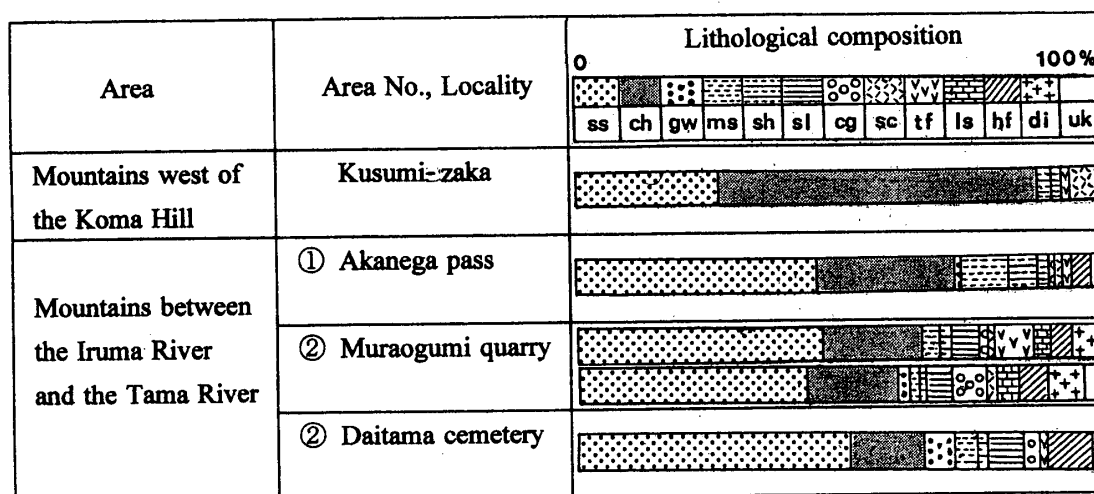 Area
Area No., Locality
Lithological composition
0 100%
ss ch gw ms sh sl cg sc tf ls hf di uk
Mountains west of
the Koma Hill
Kusumi-zaka
Mountains between
the Iruma River
and the Tama River
① Akanega pass
② Muraogumi quarry
② Daitama cemetery